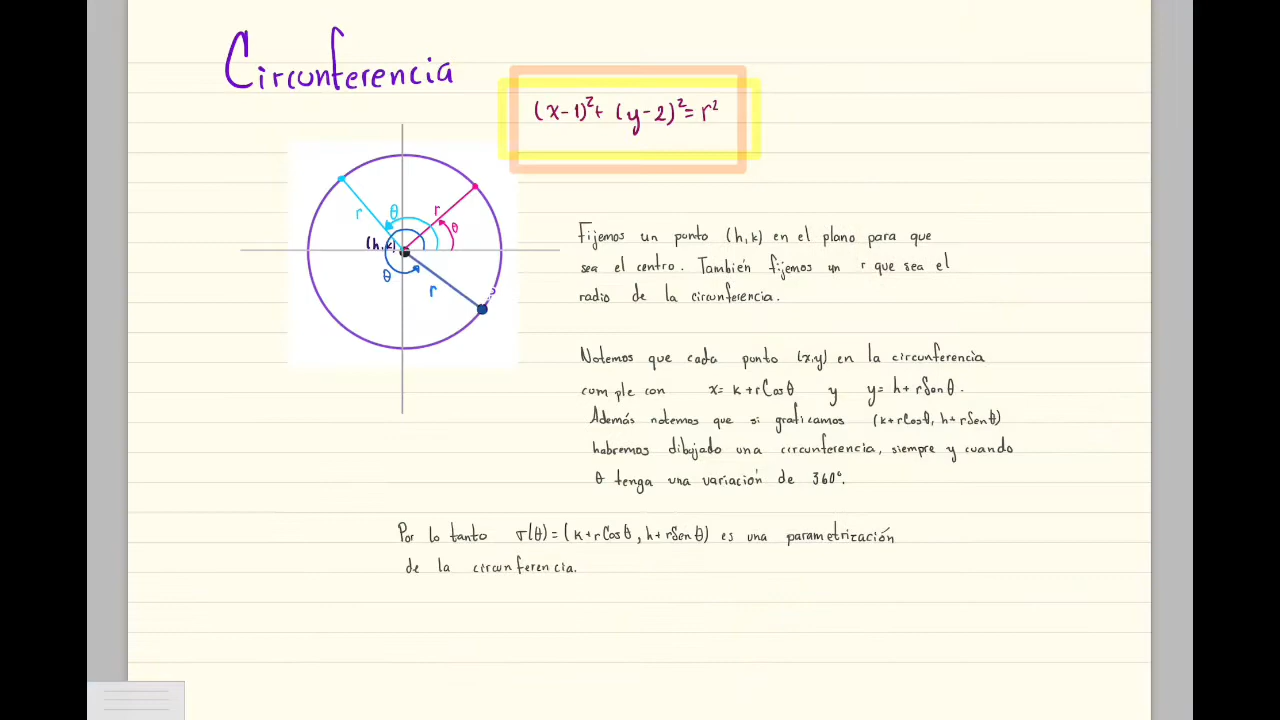 Circunferencia
(x-1)²+ (y-2)²= r²
θ
r
r
θ
(h,k)
θ
r
Fijemos un punto (h,k) en el plano para que
sea el centro. También fijemos un r que sea el
radio de la circunferencia.
Notemos que cada punto (x,y) en la circunferencia
cumple con x= k+rCosθ y y= h+rSenθ.
Además notemos que si graficamos (k+rCosθ, h+rSenθ)
habremos dibujado una circunferencia, siempre y cuando
θ tenga una variación de 360°.
Por lo tanto σ(θ)=(k+rCosθ, h+rSenθ) es una parametrización
de la circunferencia.